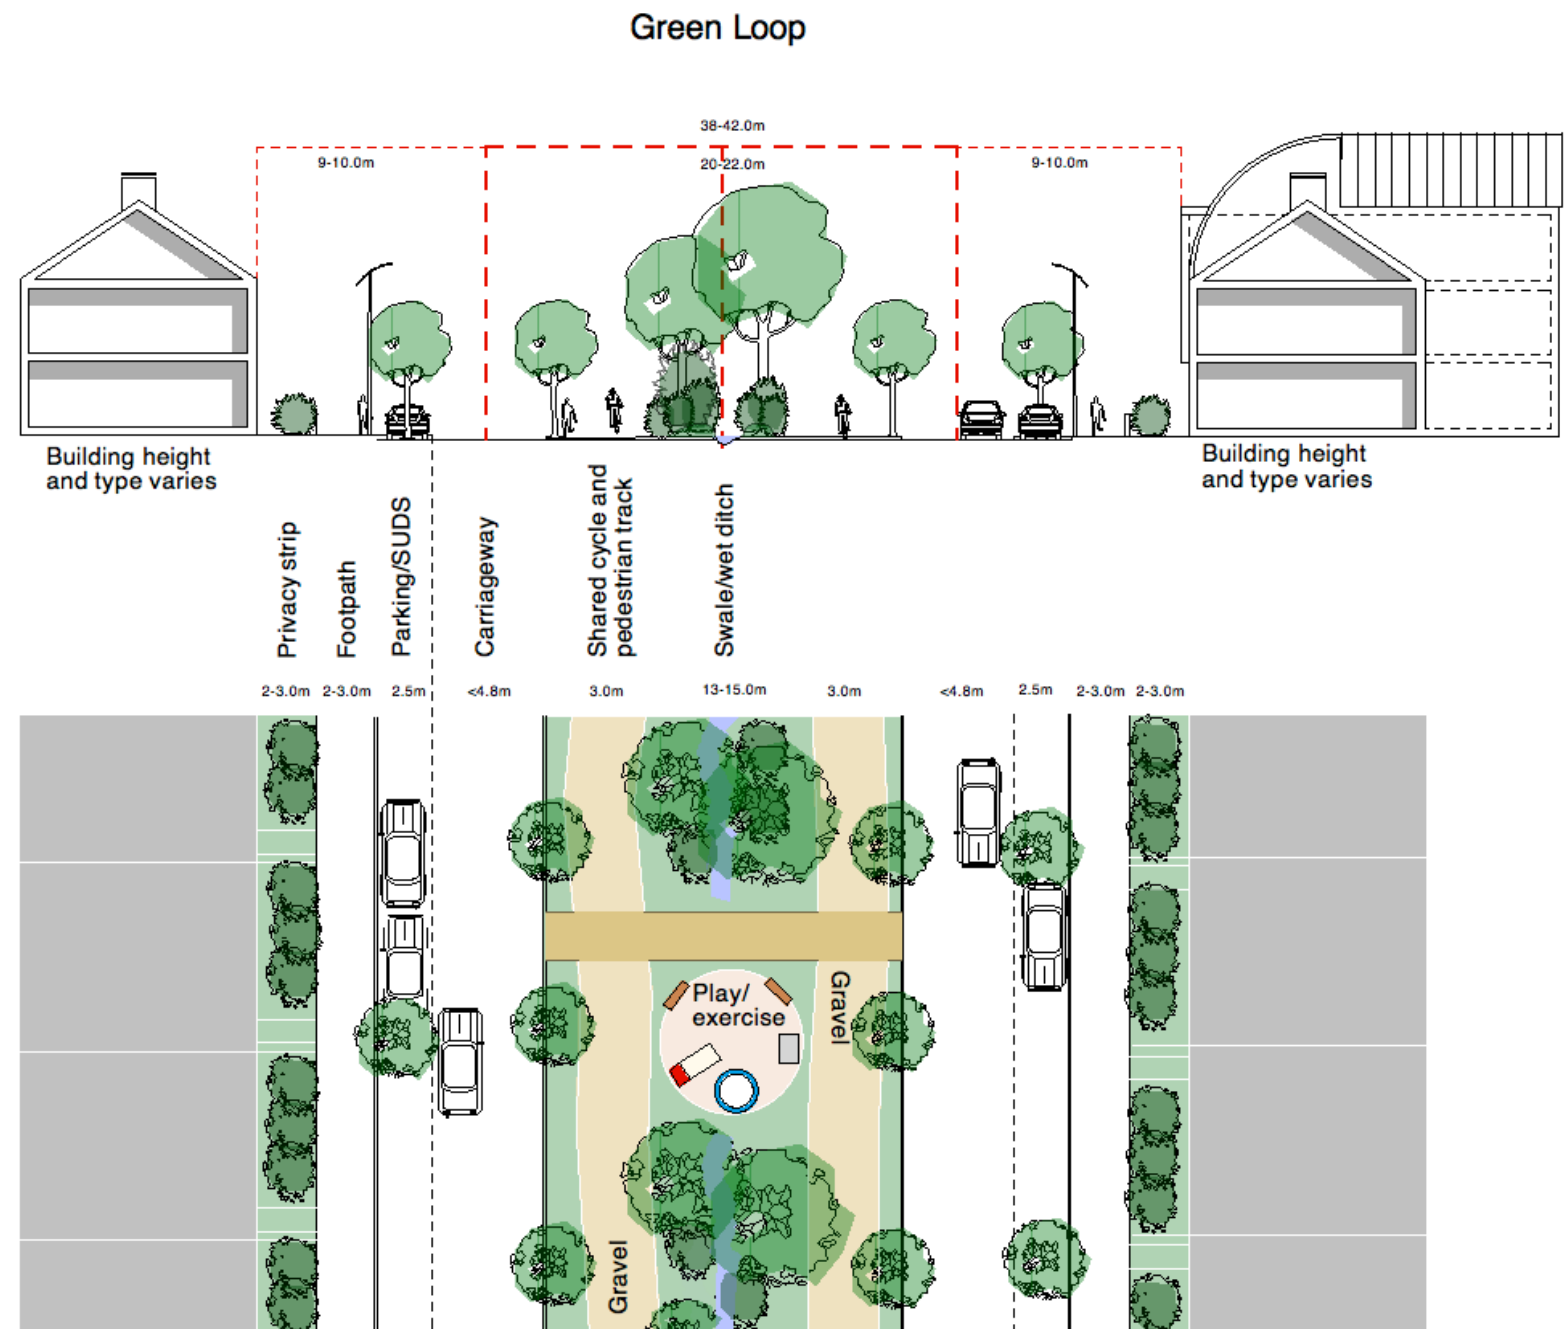 Green Loop
38-42.0m
9-10.0m
20-22.0m
9-10.0m
Building height
and type varies
Building height
and type varies
Privacy strip
Footpath
Parking/SUDS
Carriageway
Shared cycle and
pedestrian track
Swale/wet ditch
2-3.0m
2-3.0m
2.5m
<4.8m
3.0m
13-15.0m
3.0m
<4.8m
2.5m
2-3.0m
2-3.0m
Play/
exercise
Gravel
Gravel